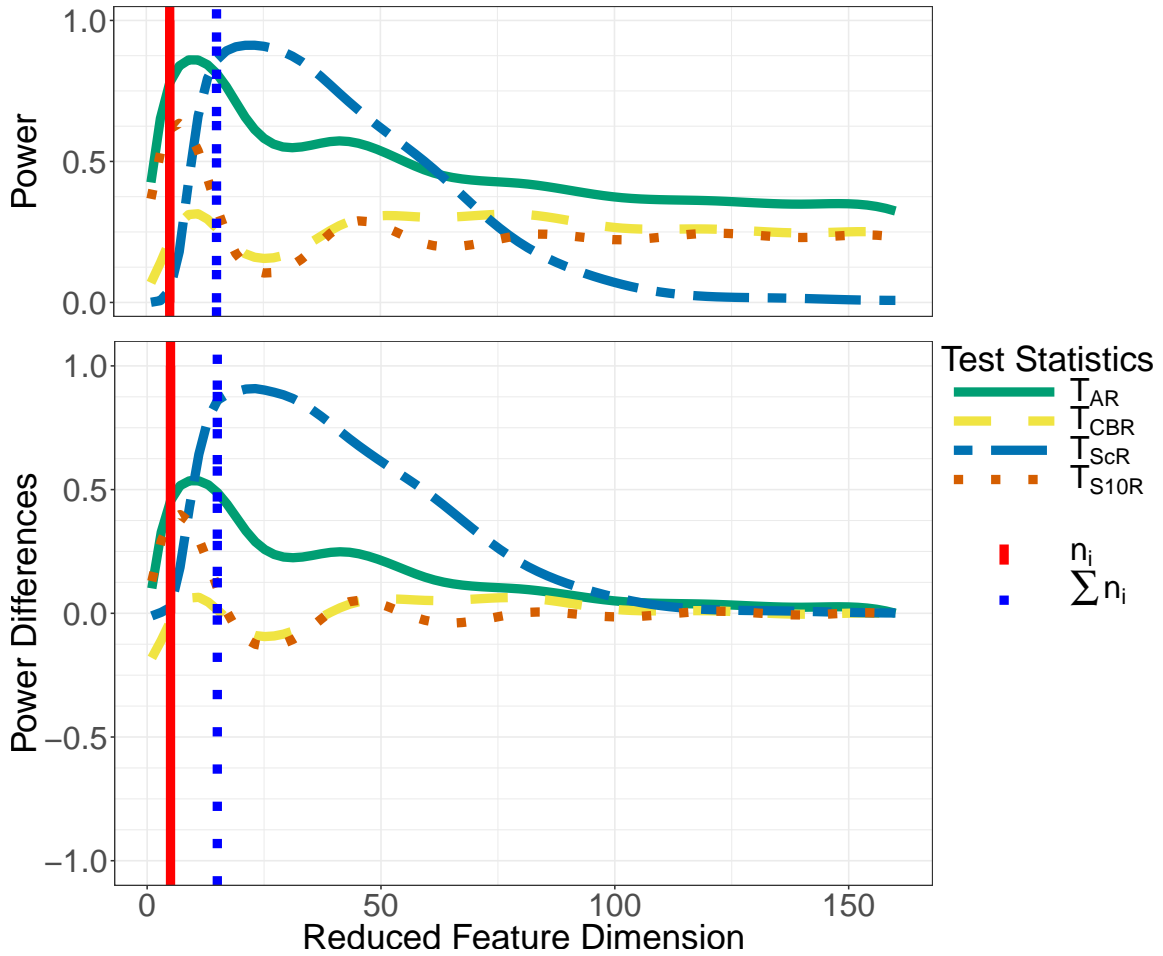 1.0
0.5
0.0
Power
1.0
0.5
0.0
−0.5
−1.0
Power Differences
0
50
100
150
Reduced Feature Dimension
Test Statistics
T_AR
T_CBR
T_ScR
T_S10R
n_i
∑ n_i